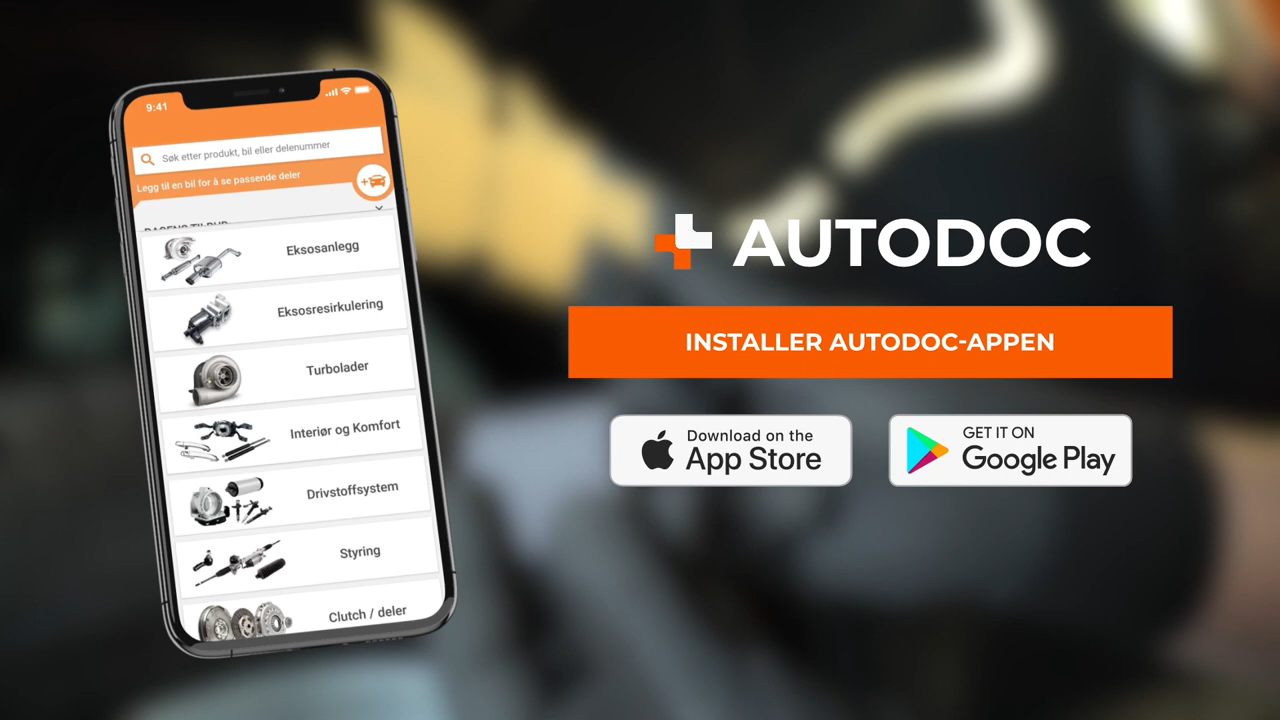 9:41
Søk etter produkt, bil eller delenummer
Legg til en bil for å se passende deler
DAGENS TILBUD
Eksosanlegg
Eksosresirkulering
Turbolader
Interiør og Komfort
Drivstoffsystem
Styring
Clutch / deler
AUTODOC
INSTALLER AUTODOC-APPEN
Download on the
App Store
GET IT ON
Google Play